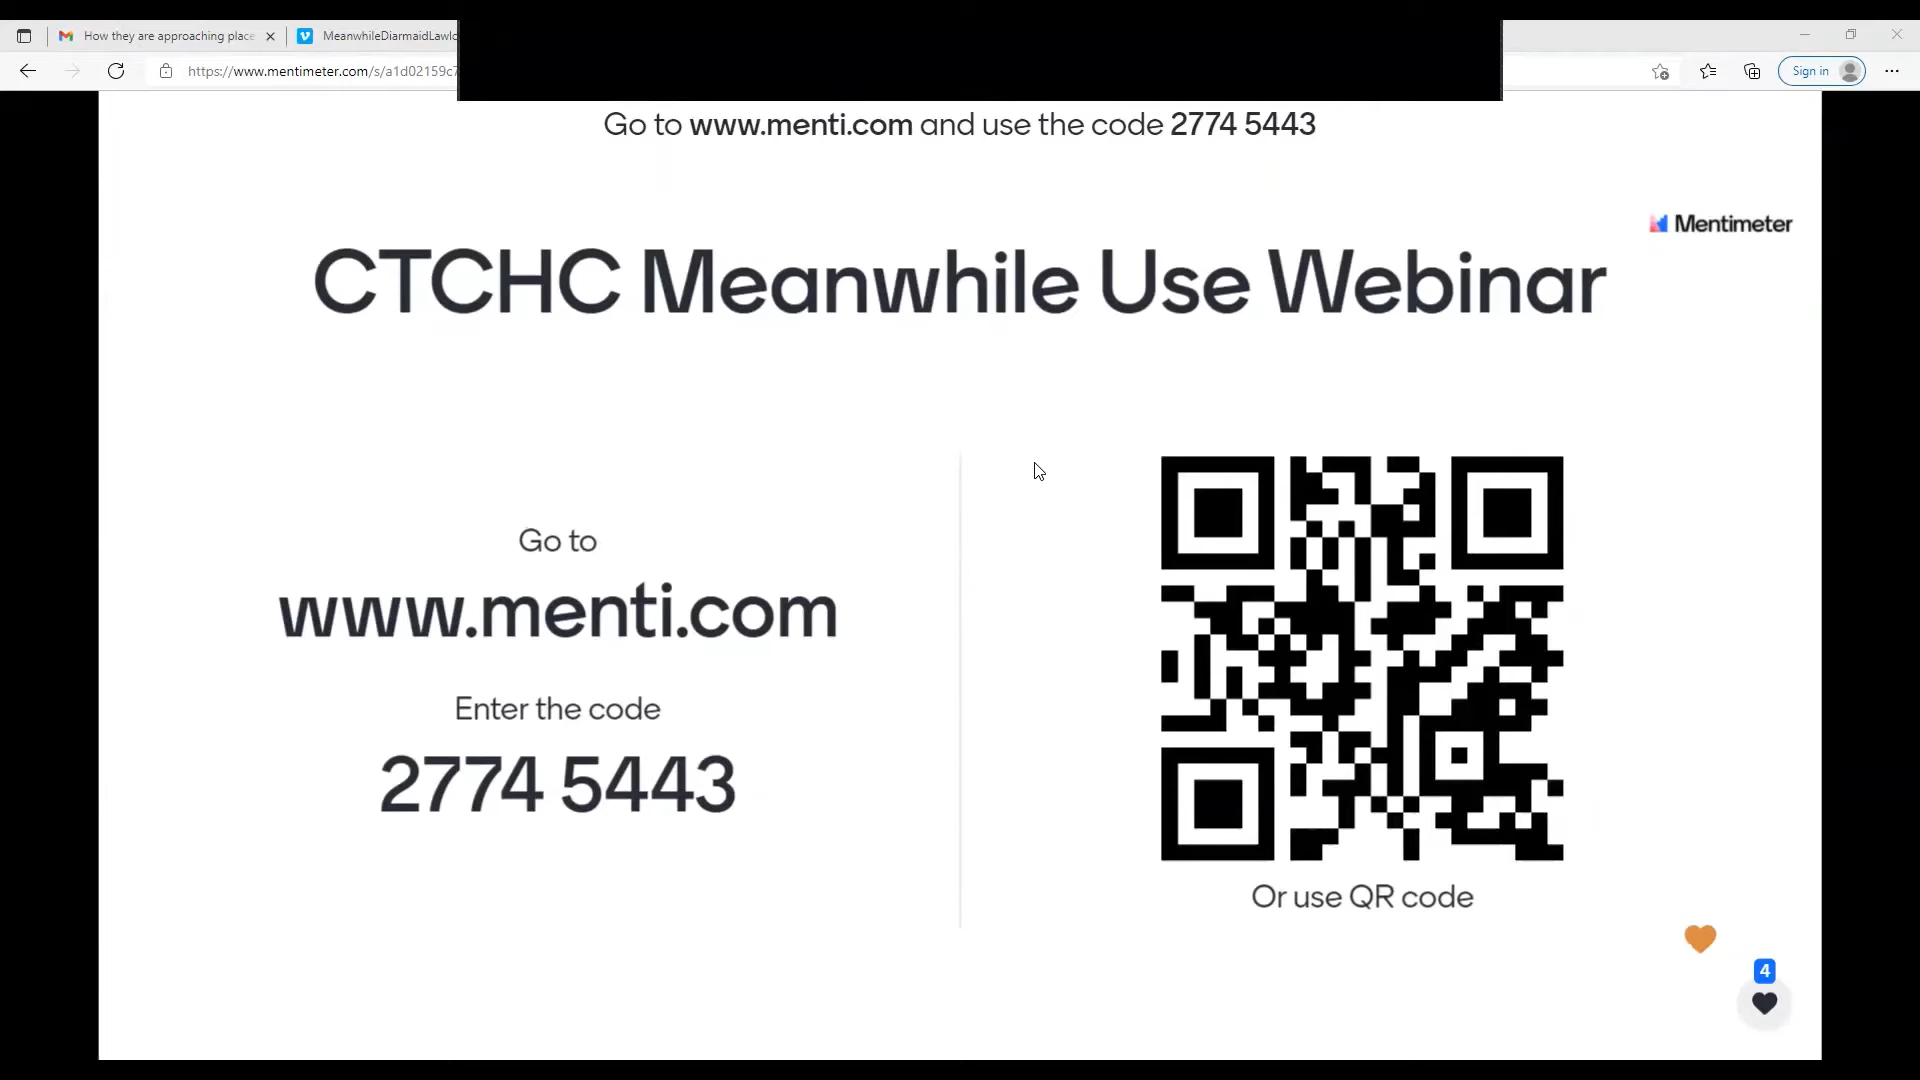 How they are approaching place
MeanwhileDiarmaidLawlo
https://www.mentimeter.com/s/a1d02159c7
Sign in
Go to www.menti.com and use the code 2774 5443
Mentimeter
CTCHC Meanwhile Use Webinar
Go to
www.menti.com
Enter the code
2774 5443
Or use QR code
4